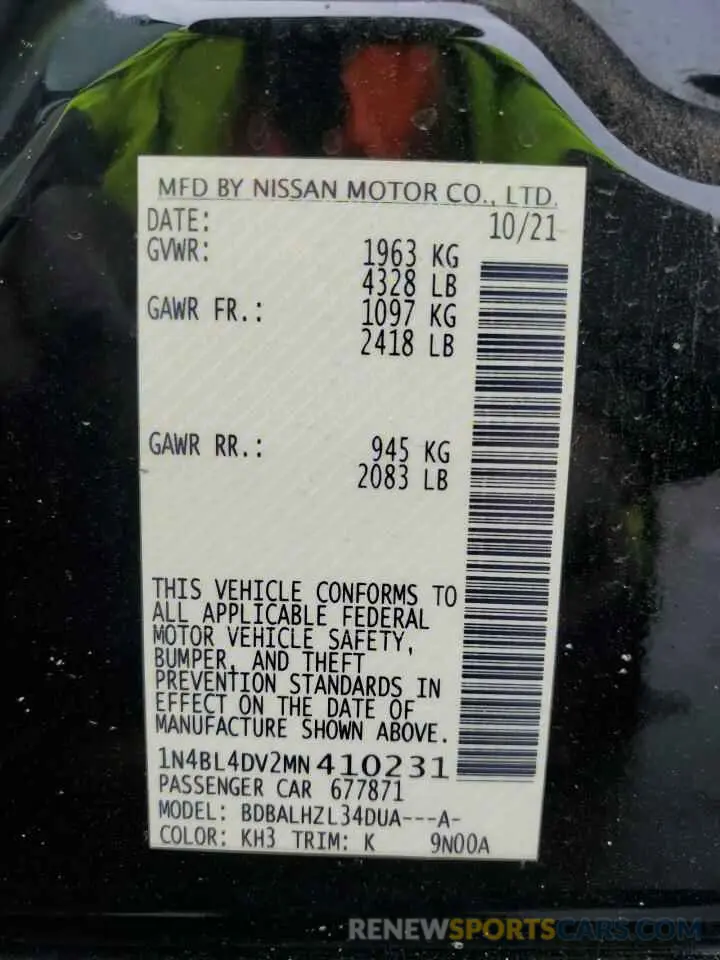 MFD BY NISSAN MOTOR CO., LTD.
DATE: 10/21
GVWR: 1963 KG
4328 LB
GAWR FR.: 1097 KG
2418 LB
GAWR RR.: 945 KG
2083 LB
THIS VEHICLE CONFORMS TO
ALL APPLICABLE FEDERAL
MOTOR VEHICLE SAFETY,
BUMPER, AND THEFT
PREVENTION STANDARDS IN
EFFECT ON THE DATE OF
MANUFACTURE SHOWN ABOVE.
1N4BL4DV2MN410231
PASSENGER CAR 677871
MODEL: BDBALHZL34DUA---A-
COLOR: KH3 TRIM: K 9N00A
RENEWSPORTSCARS.COM